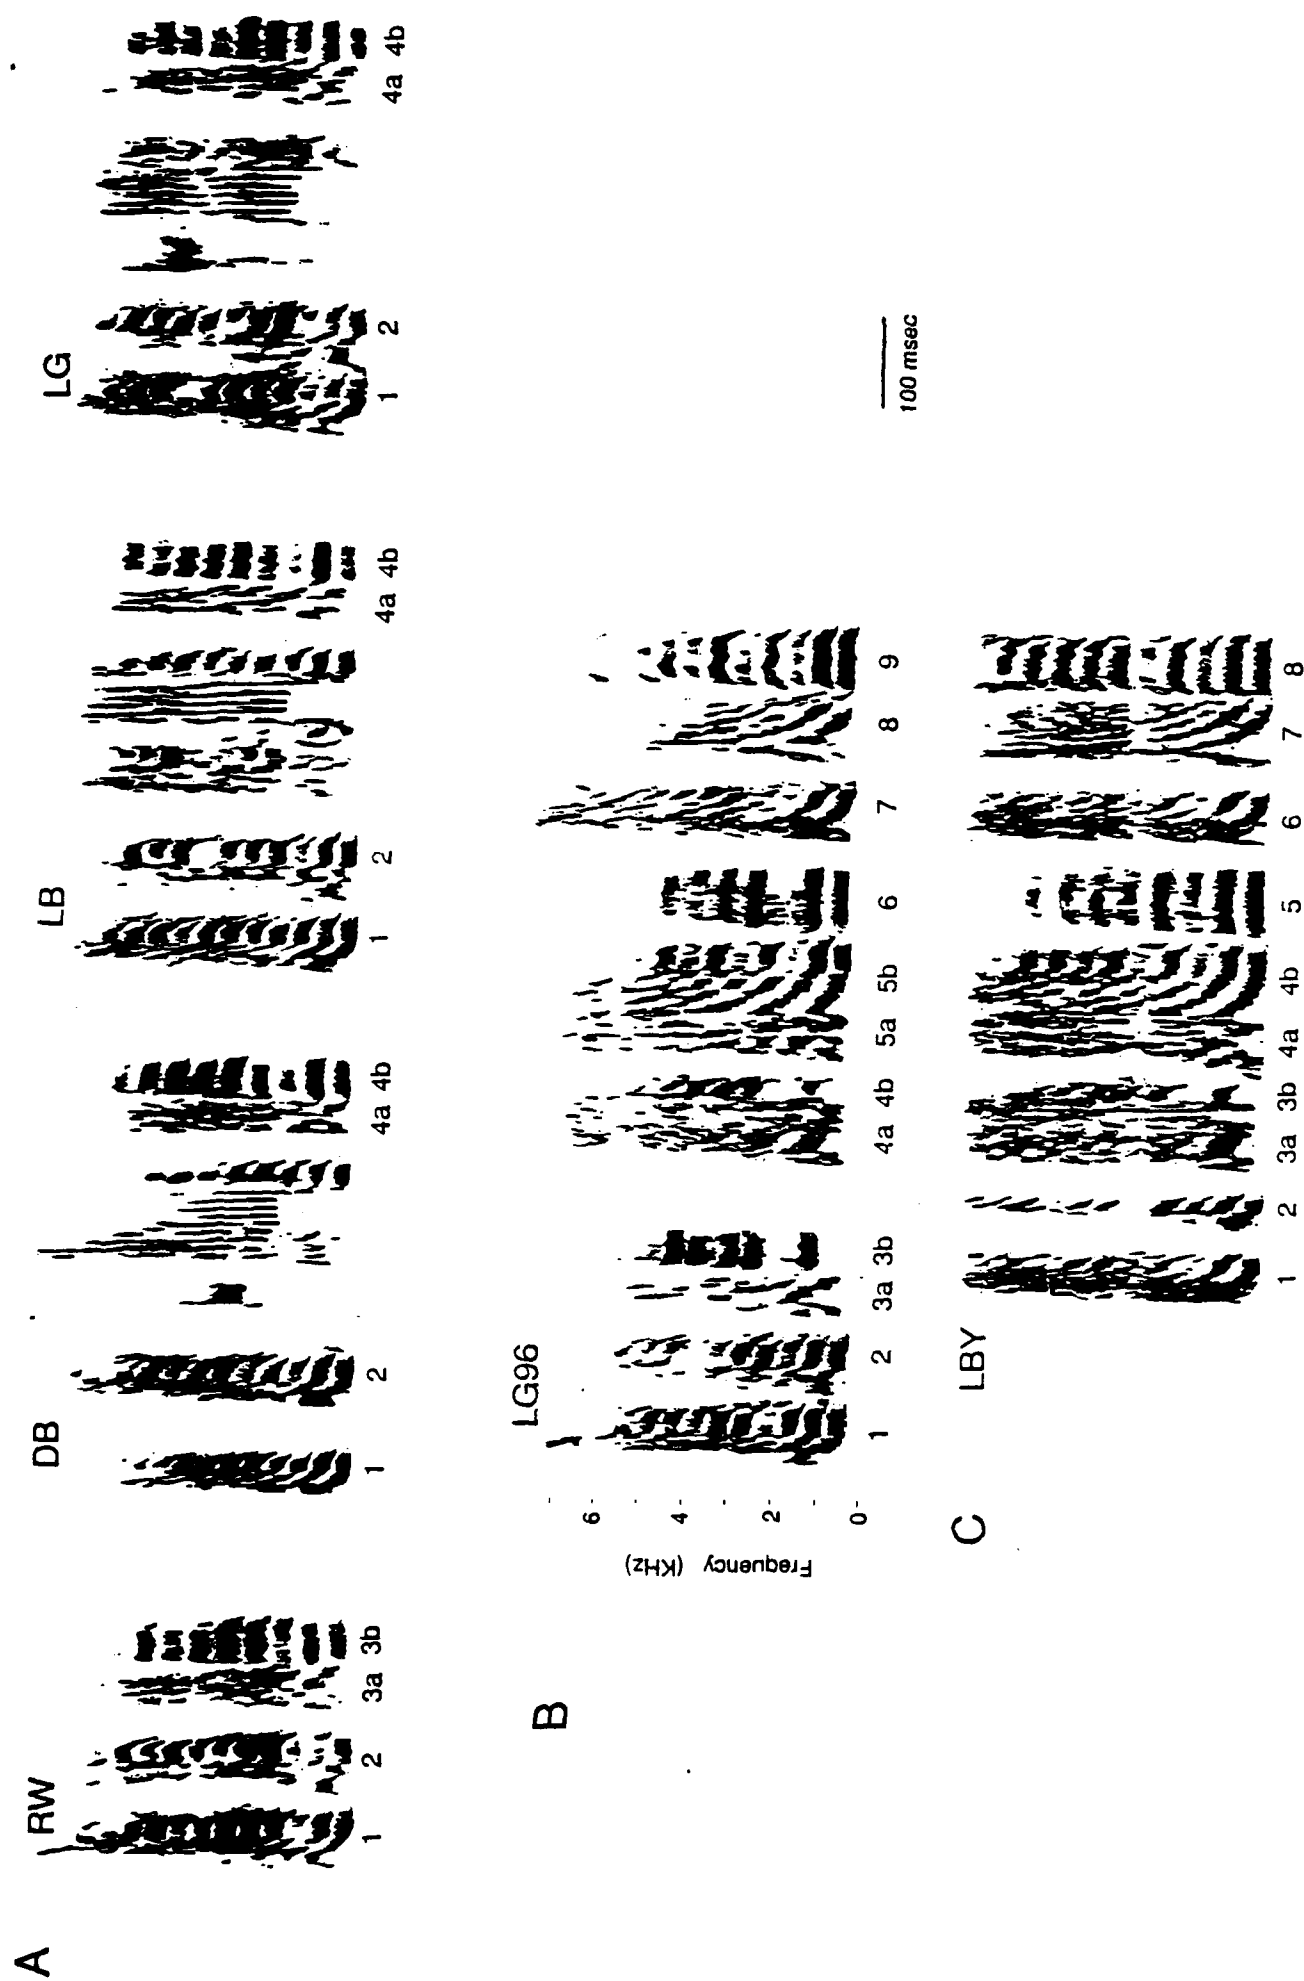 A
RW
DB
LB
LG
1 2 3a 3b
1 2 4a 4b
1 2 4a 4b
1 2 4a 4b
B
LG96
Frequency (KHz)
6
4
2
0
1 2 3a 3b 4a 4b 5a 5b 6 7 8 9
100 msec
C
LBY
1 2 3a 3b 4a 4b 5 6 7 8